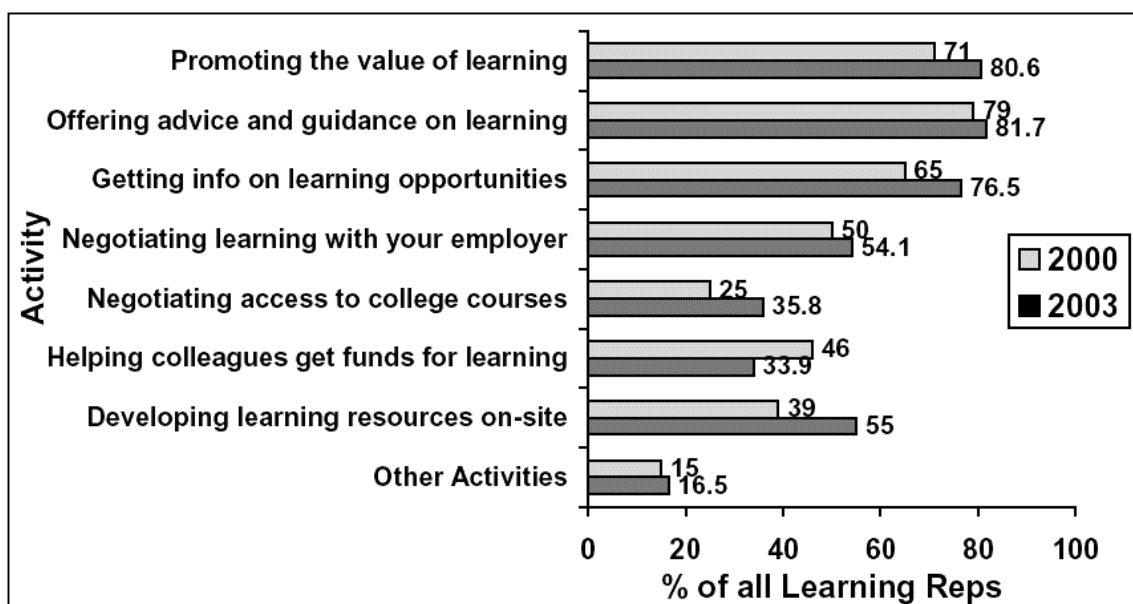 Activity
Promoting the value of learning
71
80.6
Offering advice and guidance on learning
79
81.7
Getting info on learning opportunities
65
76.5
Negotiating learning with your employer
50
54.1
Negotiating access to college courses
25
35.8
Helping colleagues get funds for learning
46
33.9
Developing learning resources on-site
39
55
Other Activities
15
16.5
0 20 40 60 80 100
% of all Learning Reps
2000
2003